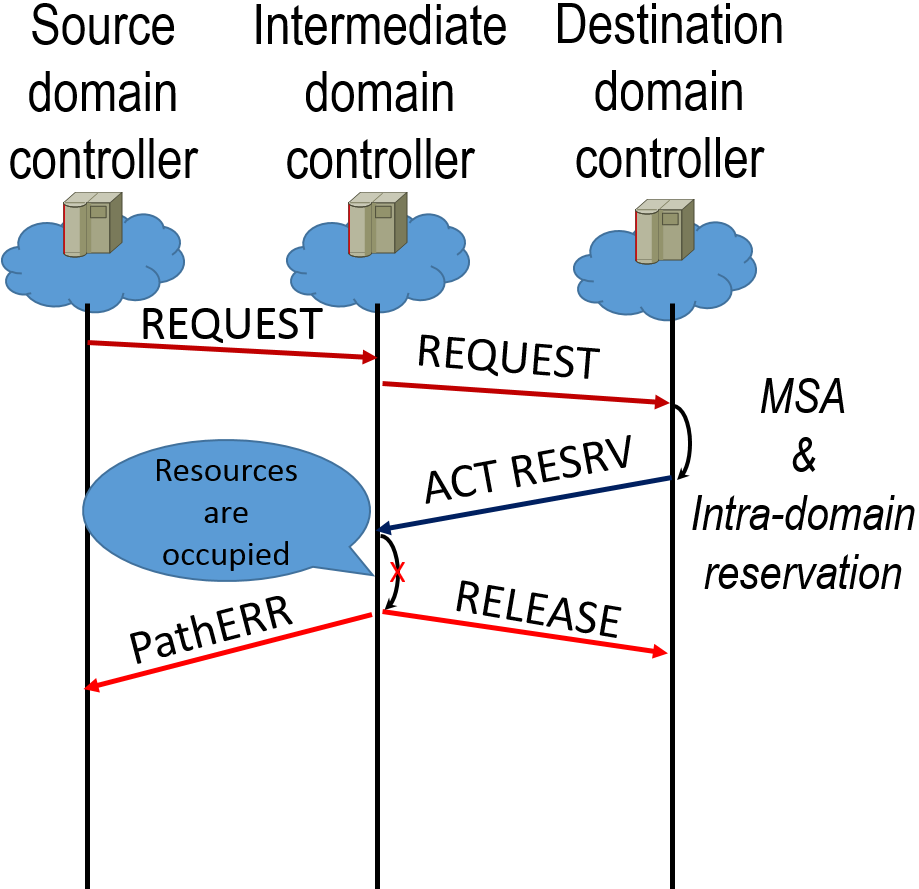 Source
domain
controller
Intermediate
domain
controller
Destination
domain
controller
REQUEST
REQUEST
MSA
&
Intra-domain
reservation
ACT RESRV
Resources
are
occupied
X
RELEASE
PathERR